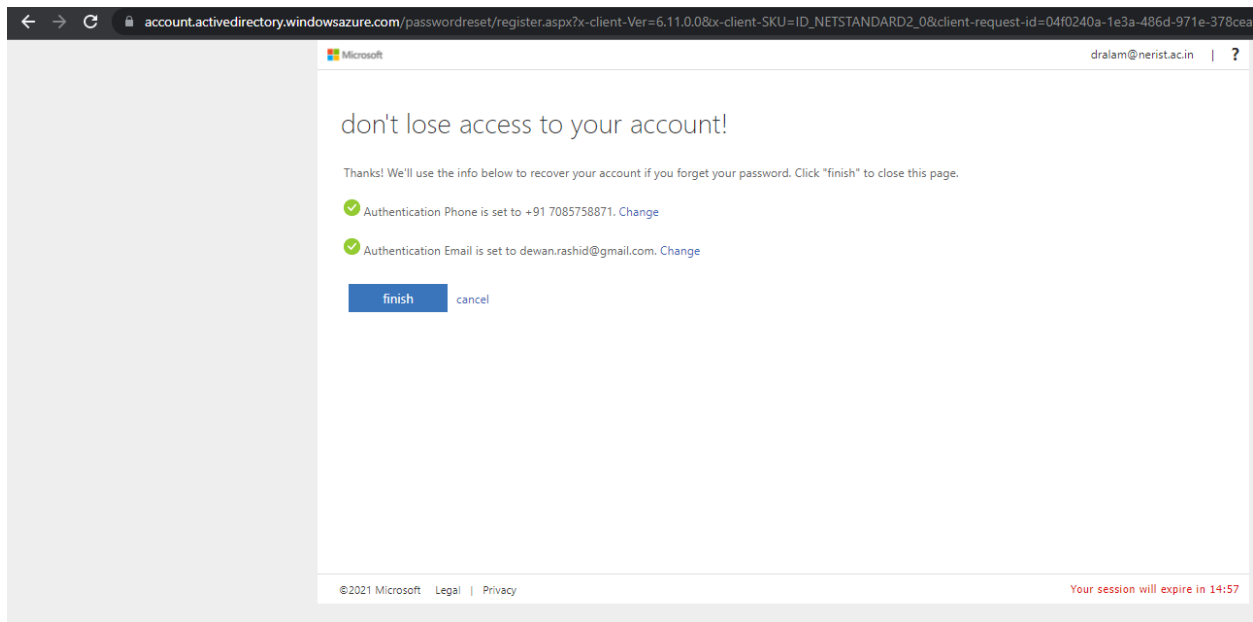 account.activedirectory.windowsazure.com/passwordreset/register.aspx?x-client-Ver=6.11.0.0&x-client-SKU=ID_NETSTANDARD2_0&client-request-id=04f0240a-1e3a-486d-971e-378cea
Microsoft dralam@nerist.ac.in | ?
don't lose access to your account!
Thanks! We'll use the info below to recover your account if you forget your password. Click "finish" to close this page.
Authentication Phone is set to +91 7085758871. Change
Authentication Email is set to dewan.rashid@gmail.com. Change
finish cancel
©2021 Microsoft Legal | Privacy Your session will expire in 14:57